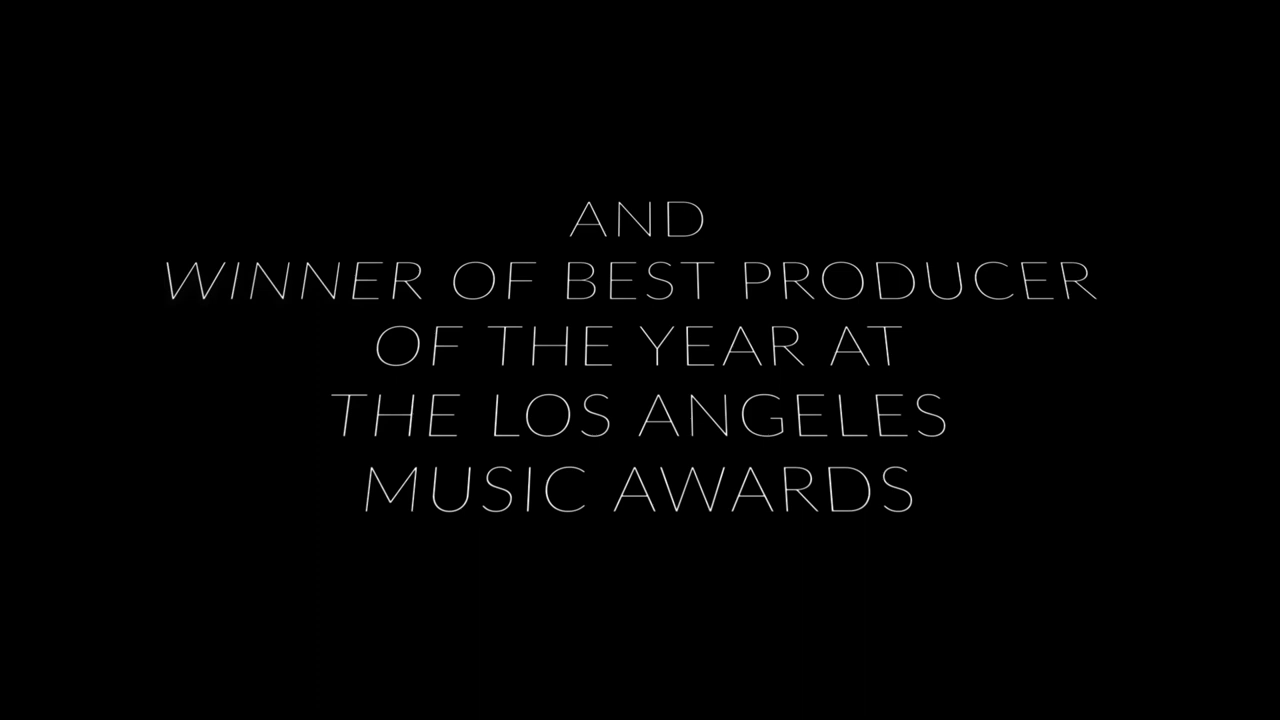 AND
WINNER OF BEST PRODUCER
OF THE YEAR AT
THE LOS ANGELES
MUSIC AWARDS